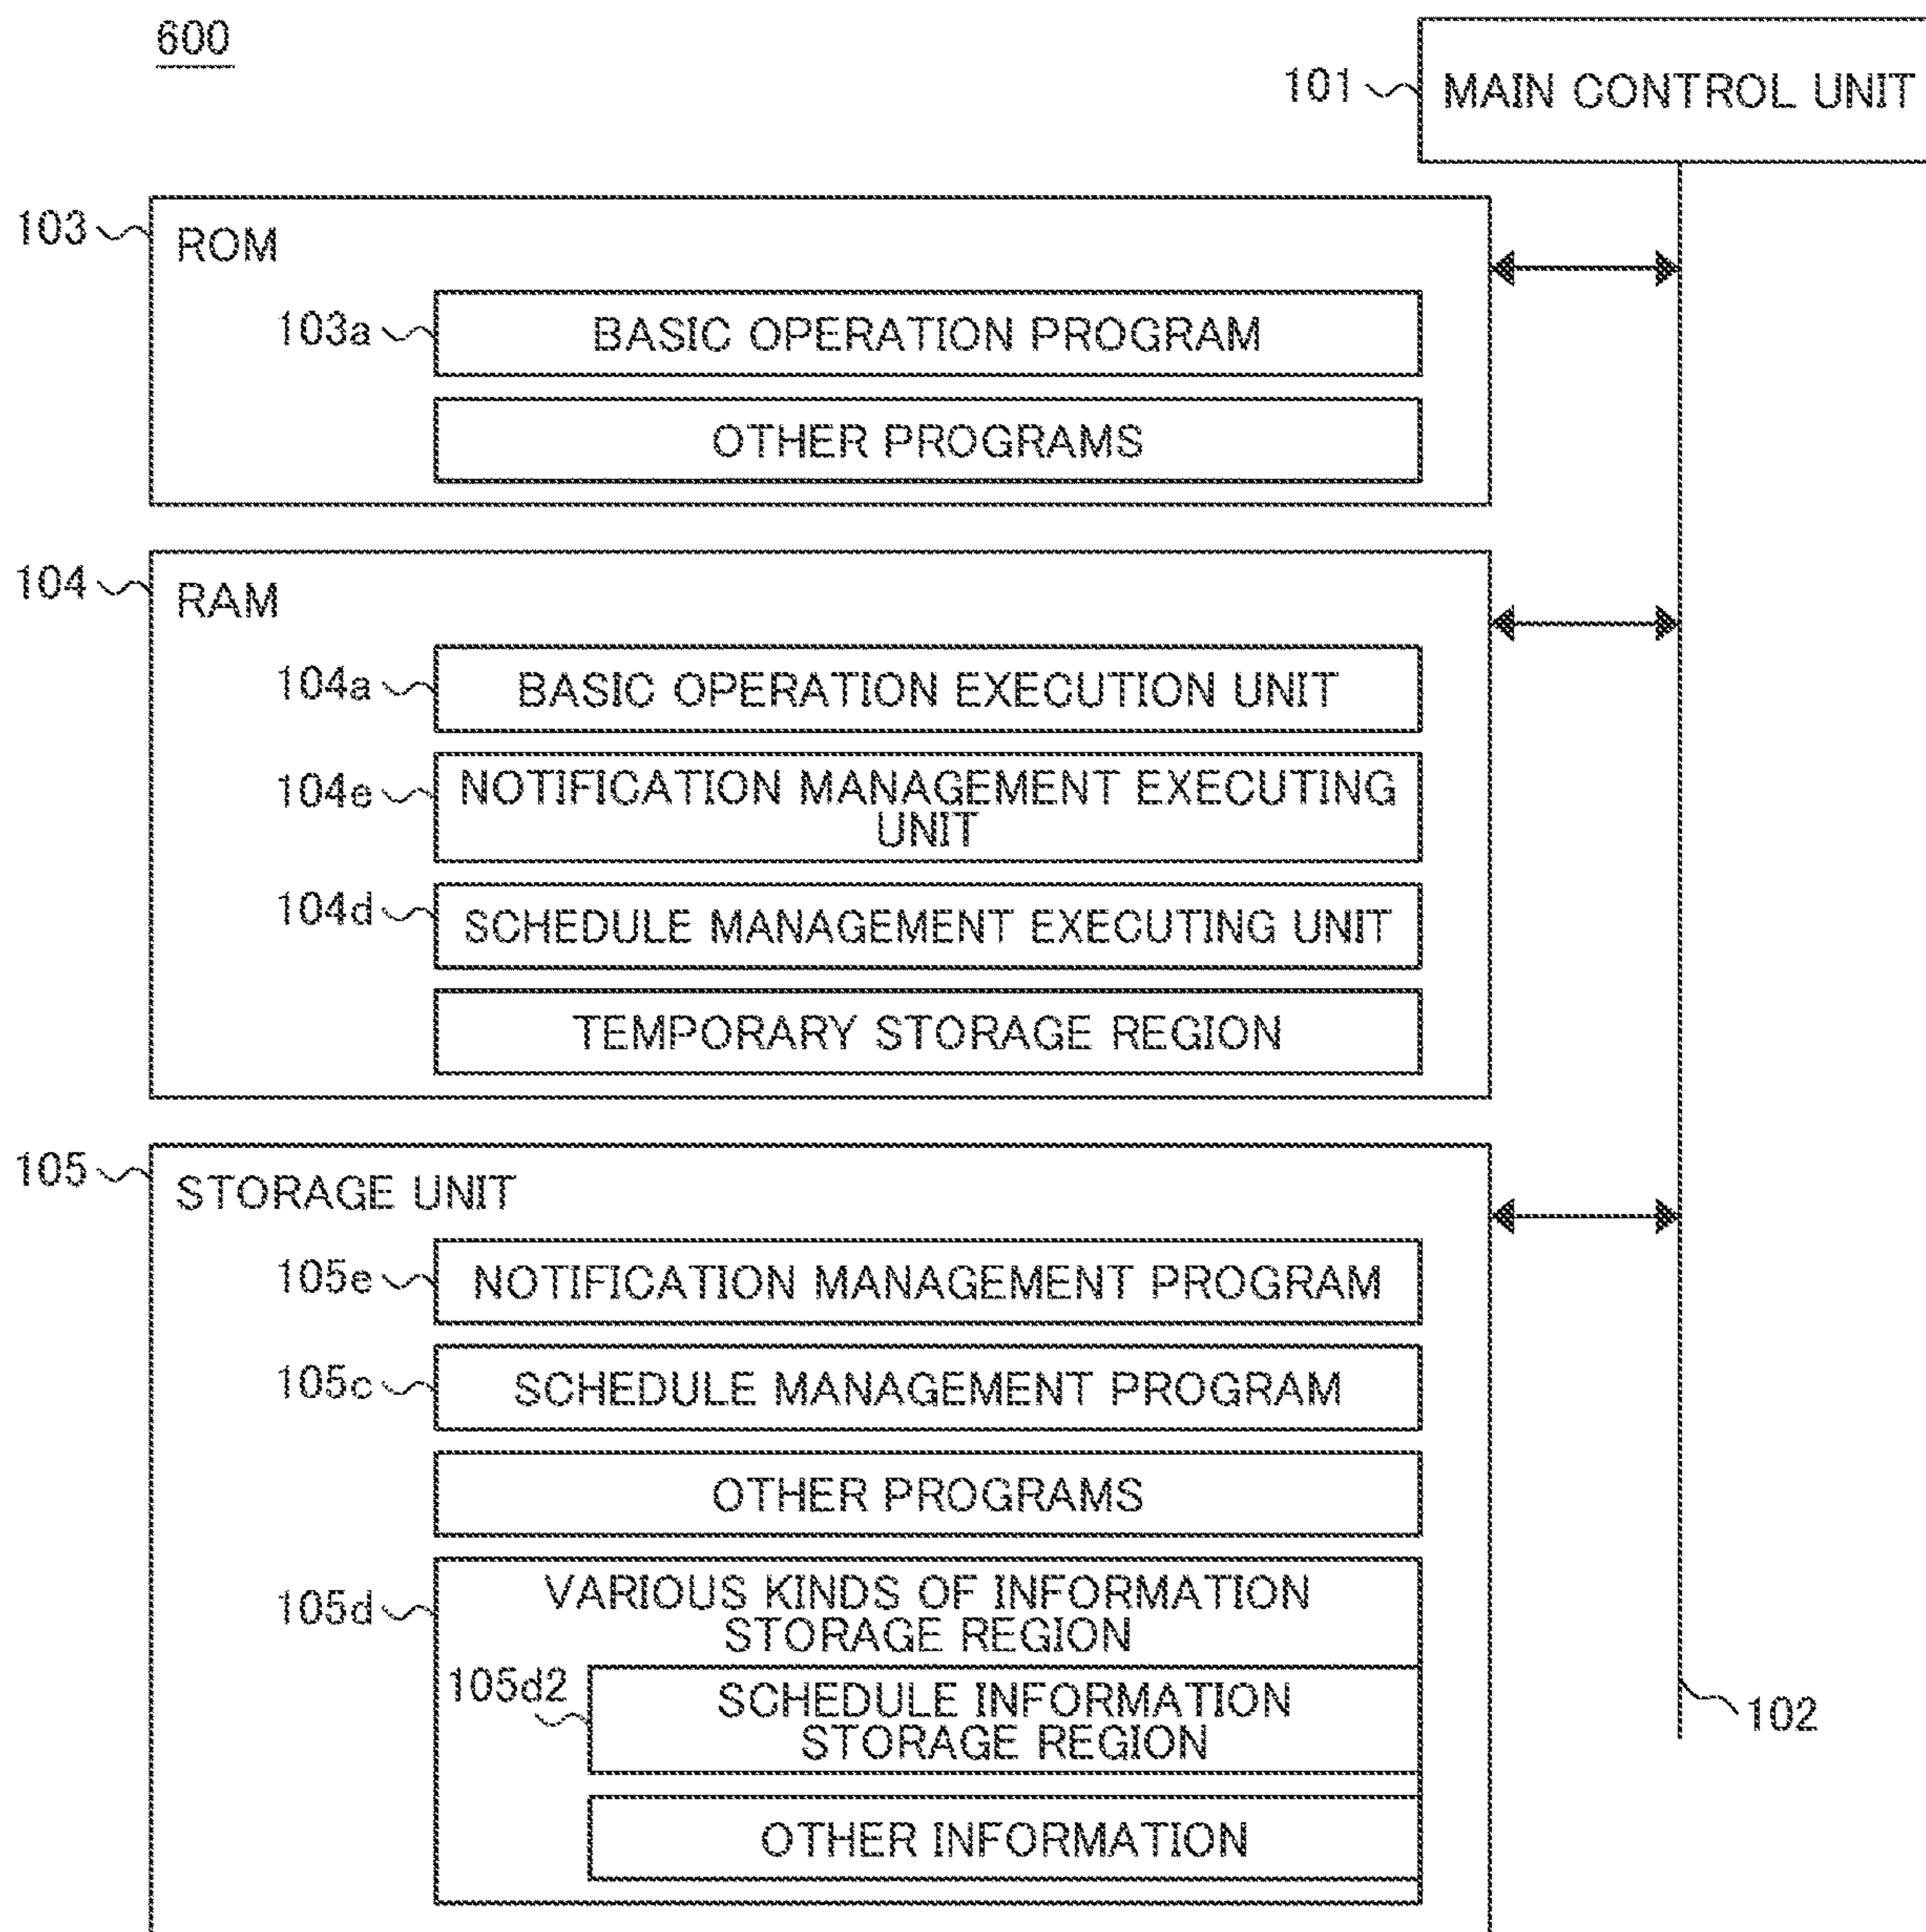 600
101 MAIN CONTROL UNIT
103 ROM
103a BASIC OPERATION PROGRAM
OTHER PROGRAMS
104 RAM
104a BASIC OPERATION EXECUTION UNIT
104e NOTIFICATION MANAGEMENT EXECUTING
UNIT
104d SCHEDULE MANAGEMENT EXECUTING UNIT
TEMPORARY STORAGE REGION
105 STORAGE UNIT
105e NOTIFICATION MANAGEMENT PROGRAM
105c SCHEDULE MANAGEMENT PROGRAM
OTHER PROGRAMS
105d VARIOUS KINDS OF INFORMATION
STORAGE REGION
105d2 SCHEDULE INFORMATION
STORAGE REGION
102
OTHER INFORMATION